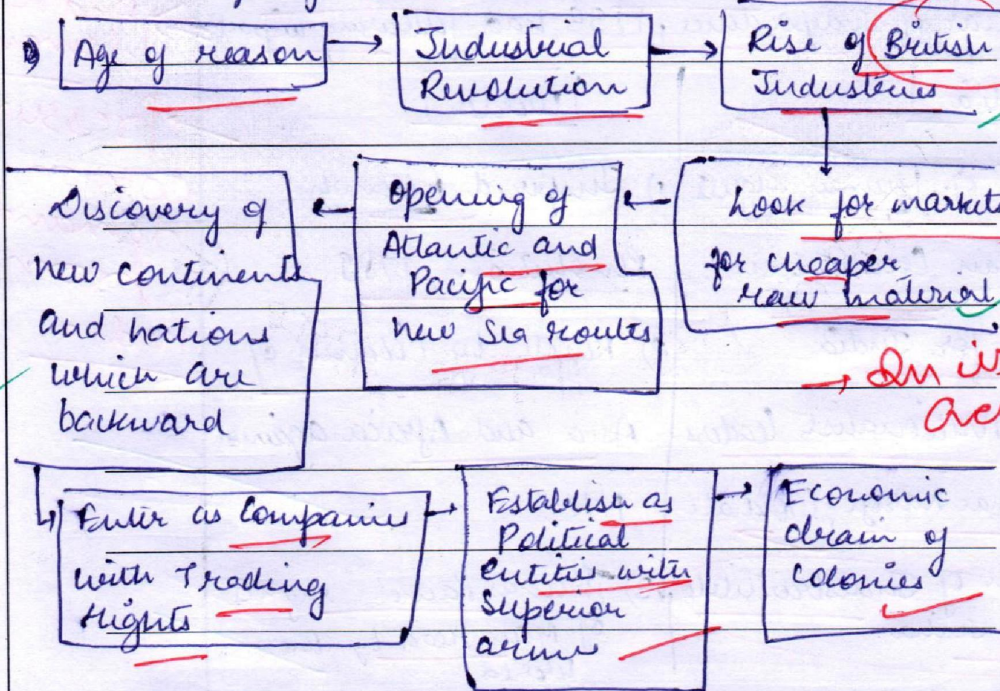 Age of reason
Industrial
Revolution
Rise of British
Industries
Look for market
for cheaper
raw material
Opening of
Atlantic and
Pacific for
new Sea routes
Discovery of
new continents
and nations
which are
backward
Enter as Companies
with Trading
Rights
Establish as
Political
entities with
Superior
arms
Economic
drain of
colonies